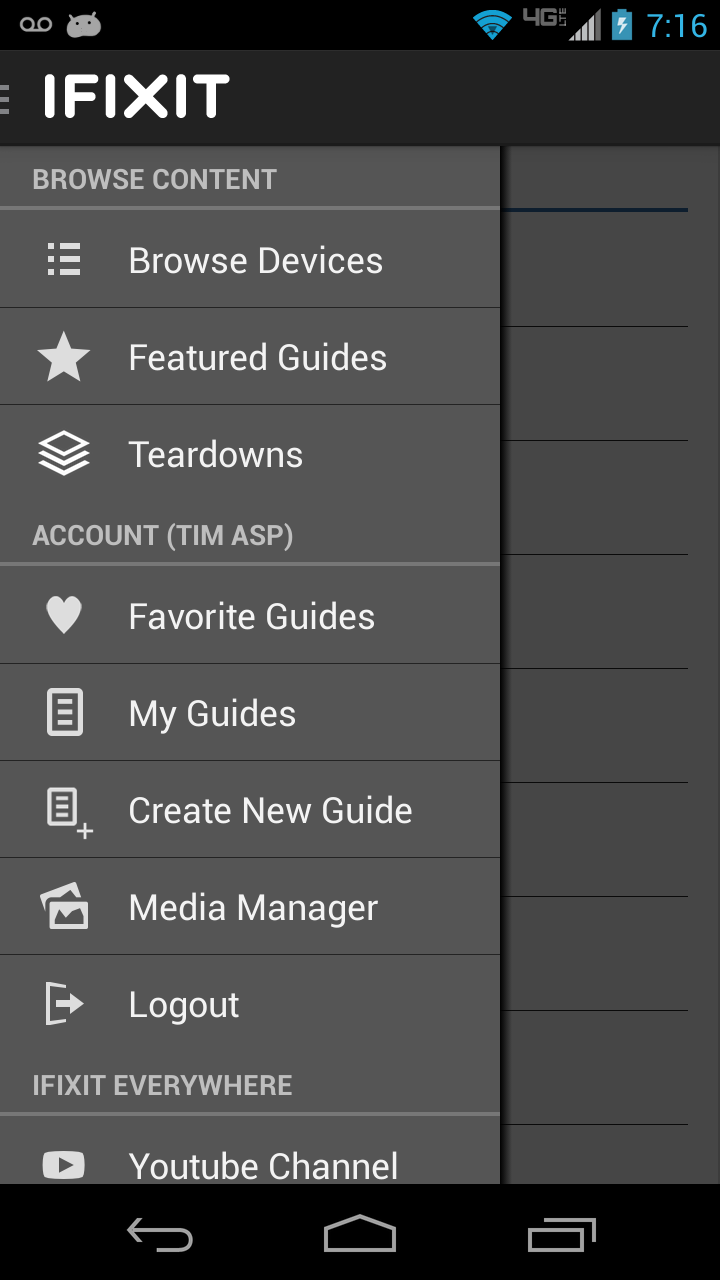 4G LTE 7:16
IFIXIT
BROWSE CONTENT
Browse Devices
Featured Guides
Teardowns
ACCOUNT (TIM ASP)
Favorite Guides
My Guides
Create New Guide
Media Manager
Logout
IFIXIT EVERYWHERE
Youtube Channel